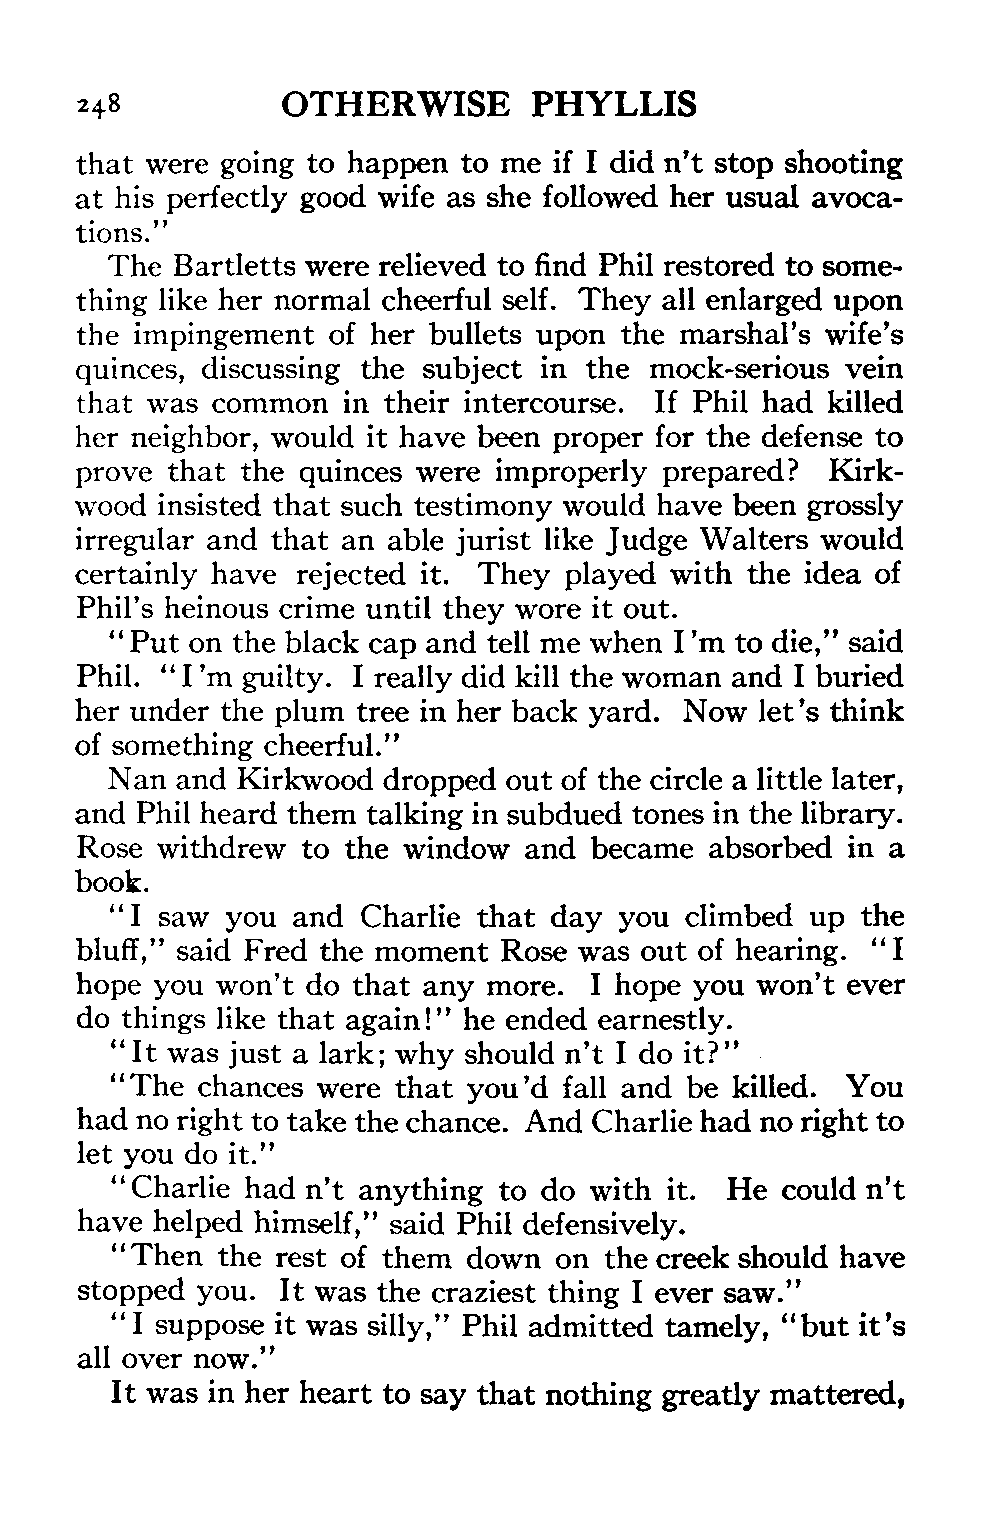 248 OTHERWISE PHYLLIS
that were going to happen to me if I did n't stop shooting
at his perfectly good wife as she followed her usual avoca-
tions."
The Bartletts were relieved to find Phil restored to some-
thing like her normal cheerful self. They all enlarged upon
the impingement of her bullets upon the marshal's wife's
quinces, discussing the subject in the mock-serious vein
that was common in their intercourse. If Phil had killed
her neighbor, would it have been proper for the defense to
prove that the quinces were improperly prepared? Kirk-
wood insisted that such testimony would have been grossly
irregular and that an able jurist like Judge Walters would
certainly have rejected it. They played with the idea of
Phil's heinous crime until they wore it out.
"Put on the black cap and tell me when I 'm to die," said
Phil. "I 'm guilty. I really did kill the woman and I buried
her under the plum tree in her back yard. Now let 's think
of something cheerful."
Nan and Kirkwood dropped out of the circle a little later,
and Phil heard them talking in subdued tones in the library.
Rose withdrew to the window and became absorbed in a
book.
"I saw you and Charlie that day you climbed up the
bluff," said Fred the moment Rose was out of hearing. "I
hope you won't do that any more. I hope you won't ever
do things like that again!" he ended earnestly.
"It was just a lark; why should n't I do it?"
"The chances were that you 'd fall and be killed. You
had no right to take the chance. And Charlie had no right to
let you do it."
"Charlie had n't anything to do with it. He could n't
have helped himself," said Phil defensively.
"Then the rest of them down on the creek should have
stopped you. It was the craziest thing I ever saw."
"I suppose it was silly," Phil admitted tamely, "but it 's
all over now."
It was in her heart to say that nothing greatly mattered,